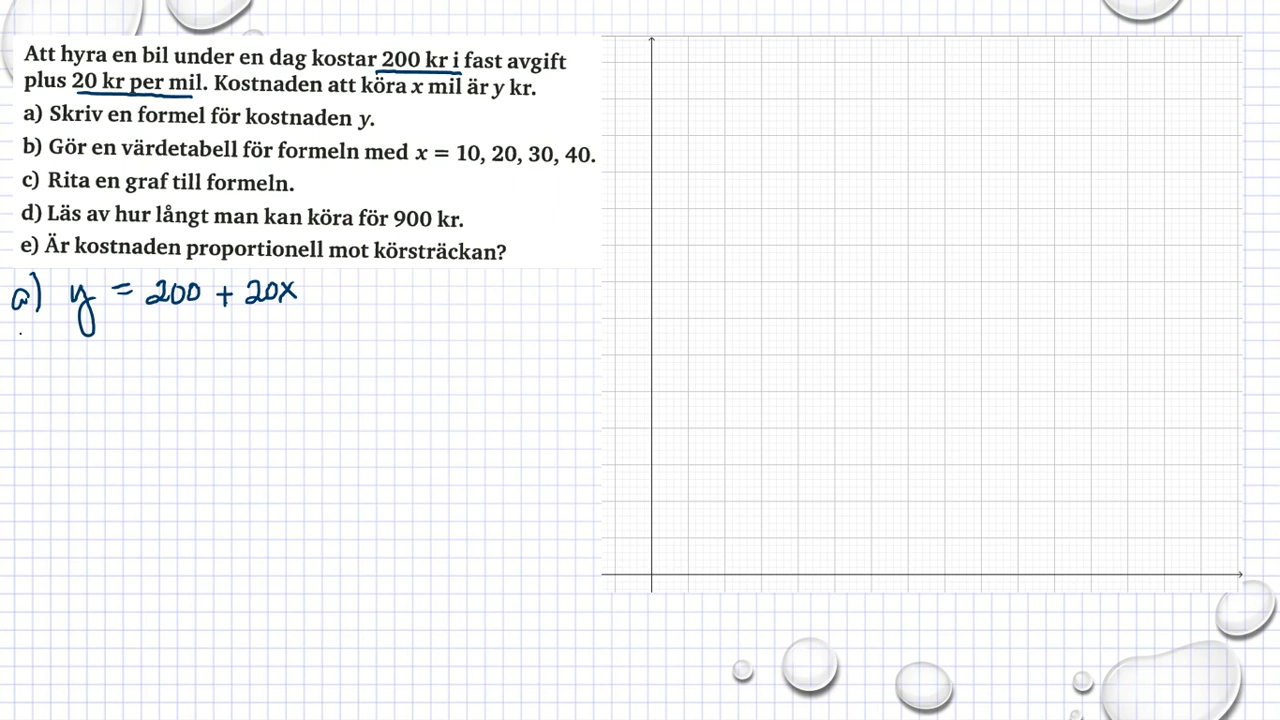 Att hyra en bil under en dag kostar 200 kr i fast avgift
plus 20 kr per mil. Kostnaden att köra x mil är y kr.
a) Skriv en formel för kostnaden y.
b) Gör en värdetabell för formeln med x = 10, 20, 30, 40.
c) Rita en graf till formeln.
d) Läs av hur långt man kan köra för 900 kr.
e) Är kostnaden proportionell mot körsträckan?
a) y = 200 + 20x